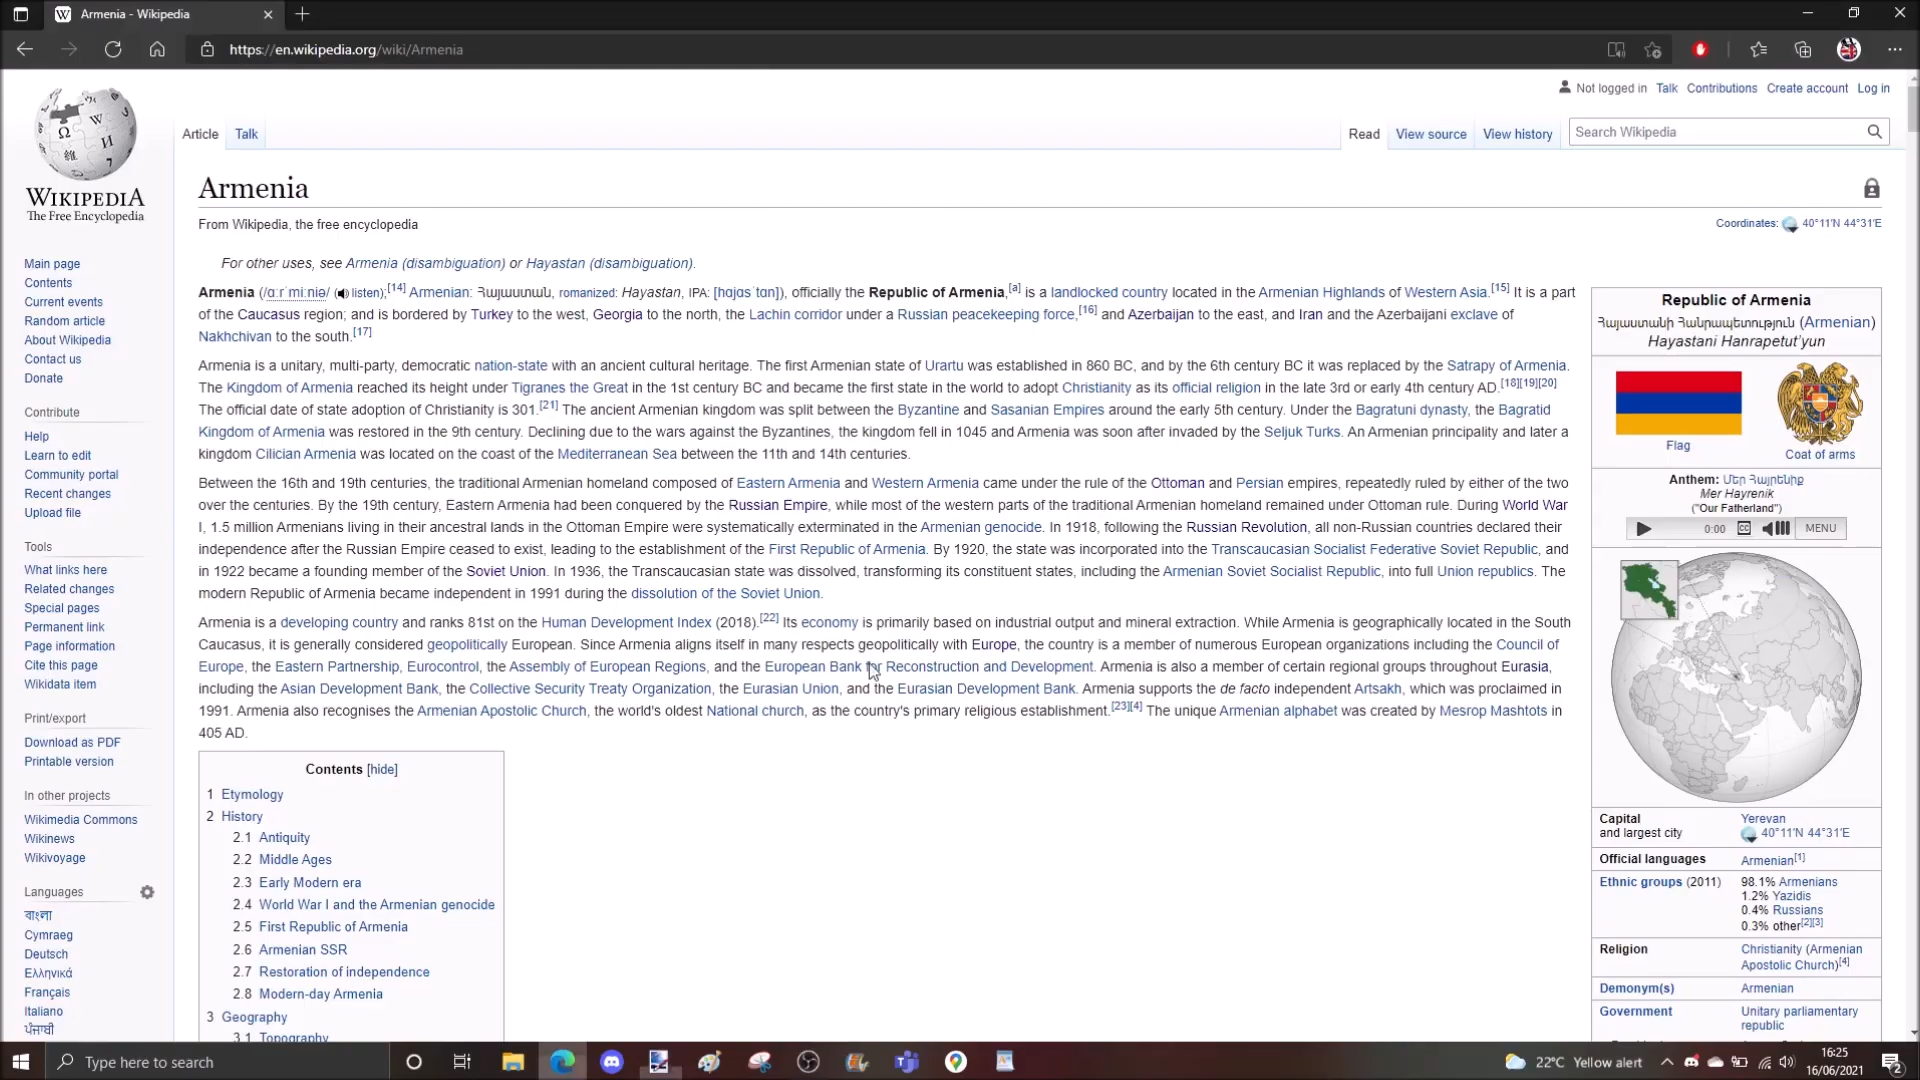 Armenia - Wikipedia
https://en.wikipedia.org/wiki/Armenia
Not logged in Talk Contributions Create account Log in
Article Talk Read View source View history Search Wikipedia
WIKIPEDIA
The Free Encyclopedia
Armenia
From Wikipedia, the free encyclopedia
Coordinates: 40°11′N 44°31′E
For other uses, see Armenia (disambiguation) or Hayastan (disambiguation).
Armenia (/ɑːrˈmiːniə/ (listen);[14] Armenian: Հայաստան, romanized: Hayastan, IPA: [hɑjɑsˈtɑn]), officially the Republic of Armenia,[a] is a landlocked country located in the Armenian Highlands of Western Asia.[15] It is a part
of the Caucasus region; and is bordered by Turkey to the west, Georgia to the north, the Lachin corridor under a Russian peacekeeping force,[16] and Azerbaijan to the east, and Iran and the Azerbaijani exclave of
Nakhchivan to the south.[17]
Armenia is a unitary, multi-party, democratic nation-state with an ancient cultural heritage. The first Armenian state of Urartu was established in 860 BC, and by the 6th century BC it was replaced by the Satrapy of Armenia.
The Kingdom of Armenia reached its height under Tigranes the Great in the 1st century BC and became the first state in the world to adopt Christianity as its official religion in the late 3rd or early 4th century AD.[18][19][20]
The official date of state adoption of Christianity is 301.[21] The ancient Armenian kingdom was split between the Byzantine and Sasanian Empires around the early 5th century. Under the Bagratuni dynasty, the Bagratid
Kingdom of Armenia was restored in the 9th century. Declining due to the wars against the Byzantines, the kingdom fell in 1045 and Armenia was soon after invaded by the Seljuk Turks. An Armenian principality and later a
kingdom Cilician Armenia was located on the coast of the Mediterranean Sea between the 11th and 14th centuries.
Between the 16th and 19th centuries, the traditional Armenian homeland composed of Eastern Armenia and Western Armenia came under the rule of the Ottoman and Persian empires, repeatedly ruled by either of the two
over the centuries. By the 19th century, Eastern Armenia had been conquered by the Russian Empire, while most of the western parts of the traditional Armenian homeland remained under Ottoman rule. During World War
I, 1.5 million Armenians living in their ancestral lands in the Ottoman Empire were systematically exterminated in the Armenian genocide. In 1918, following the Russian Revolution, all non-Russian countries declared their
independence after the Russian Empire ceased to exist, leading to the establishment of the First Republic of Armenia. By 1920, the state was incorporated into the Transcaucasian Socialist Federative Soviet Republic, and
in 1922 became a founding member of the Soviet Union. In 1936, the Transcaucasian state was dissolved, transforming its constituent states, including the Armenian Soviet Socialist Republic, into full Union republics. The
modern Republic of Armenia became independent in 1991 during the dissolution of the Soviet Union.
Armenia is a developing country and ranks 81st on the Human Development Index (2018).[22] Its economy is primarily based on industrial output and mineral extraction. While Armenia is geographically located in the South
Caucasus, it is generally considered geopolitically European. Since Armenia aligns itself in many respects geopolitically with Europe, the country is a member of numerous European organizations including the Council of
Europe, the Eastern Partnership, Eurocontrol, the Assembly of European Regions, and the European Bank for Reconstruction and Development. Armenia is also a member of certain regional groups throughout Eurasia,
including the Asian Development Bank, the Collective Security Treaty Organization, the Eurasian Union, and the Eurasian Development Bank. Armenia supports the de facto independent Artsakh, which was proclaimed in
1991. Armenia also recognises the Armenian Apostolic Church, the world's oldest National church, as the country's primary religious establishment.[23][4] The unique Armenian alphabet was created by Mesrop Mashtots in
405 AD.
Contents [hide]
1 Etymology
2 History
2.1 Antiquity
2.2 Middle Ages
2.3 Early Modern era
2.4 World War I and the Armenian genocide
2.5 First Republic of Armenia
2.6 Armenian SSR
2.7 Restoration of independence
2.8 Modern-day Armenia
3 Geography
3.1 Topography
Main page
Contents
Current events
Random article
About Wikipedia
Contact us
Donate
Contribute
Help
Learn to edit
Community portal
Recent changes
Upload file
Tools
What links here
Related changes
Special pages
Permanent link
Page information
Cite this page
Wikidata item
Print/export
Download as PDF
Printable version
In other projects
Wikimedia Commons
Wikinews
Wikivoyage
Languages
বাংলা
Cymraeg
Deutsch
Ελληνικά
Français
Italiano
ਪੰਜਾਬੀ
Republic of Armenia
Հայաստանի Հանրապետություն (Armenian)
Hayastani Hanrapetut'yun
Flag
Coat of arms
Anthem: Մեր Հայրենիք
Mer Hayrenik
("Our Fatherland")
0:00 CC MENU
Capital Yerevan
and largest city 40°11′N 44°31′E
Official languages Armenian[1]
Ethnic groups (2011) 98.1% Armenians
1.2% Yazidis
0.4% Russians
0.3% other[2][3]
Religion Christianity (Armenian
Apostolic Church)[4]
Demonym(s) Armenian
Government Unitary parliamentary
republic
Type here to search
22°C Yellow alert
16:25
16/06/2021
2